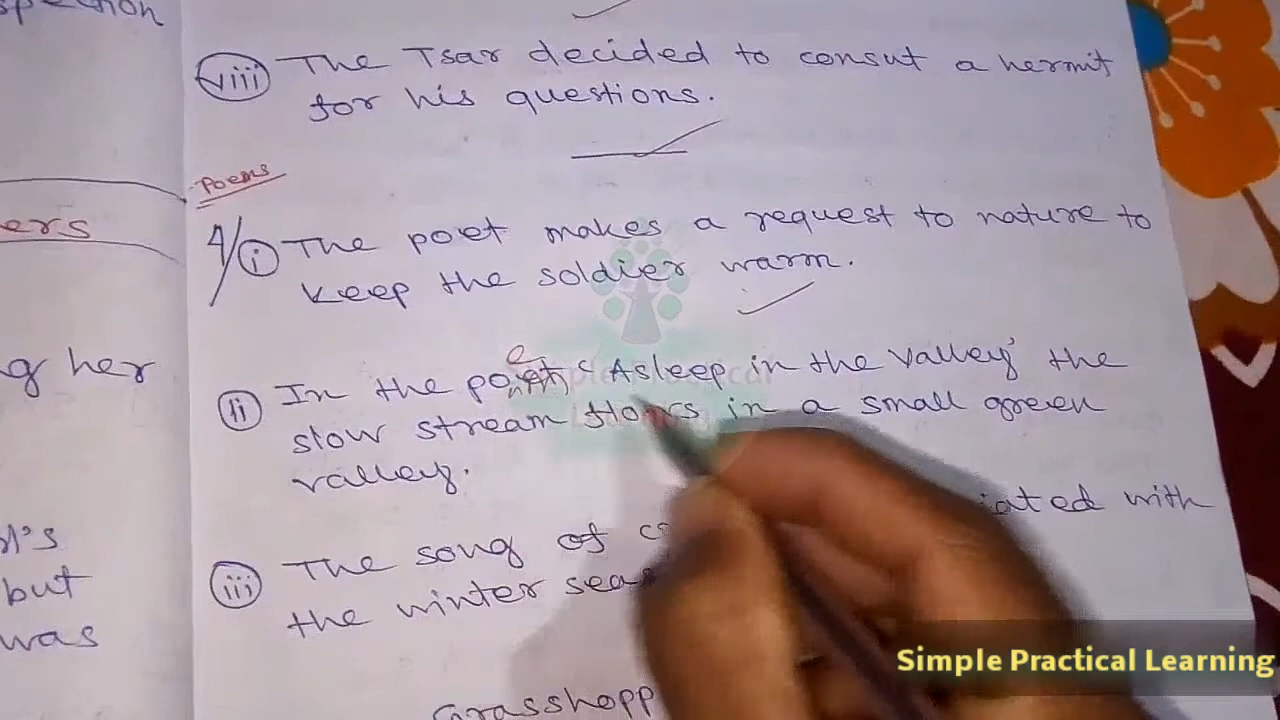 viii The Tsar decided to consut a hermit
for his questions.
Poems
4/ i The poet makes a request to nature to
keep the soldier warm.
ii In the poem, 'Asleep in the valley' the
slow stream flows in a small green
valley.
iii The song of
iated with
the winter seas
Grasshopp
ers
g her
but
was
Simple Practical Learning